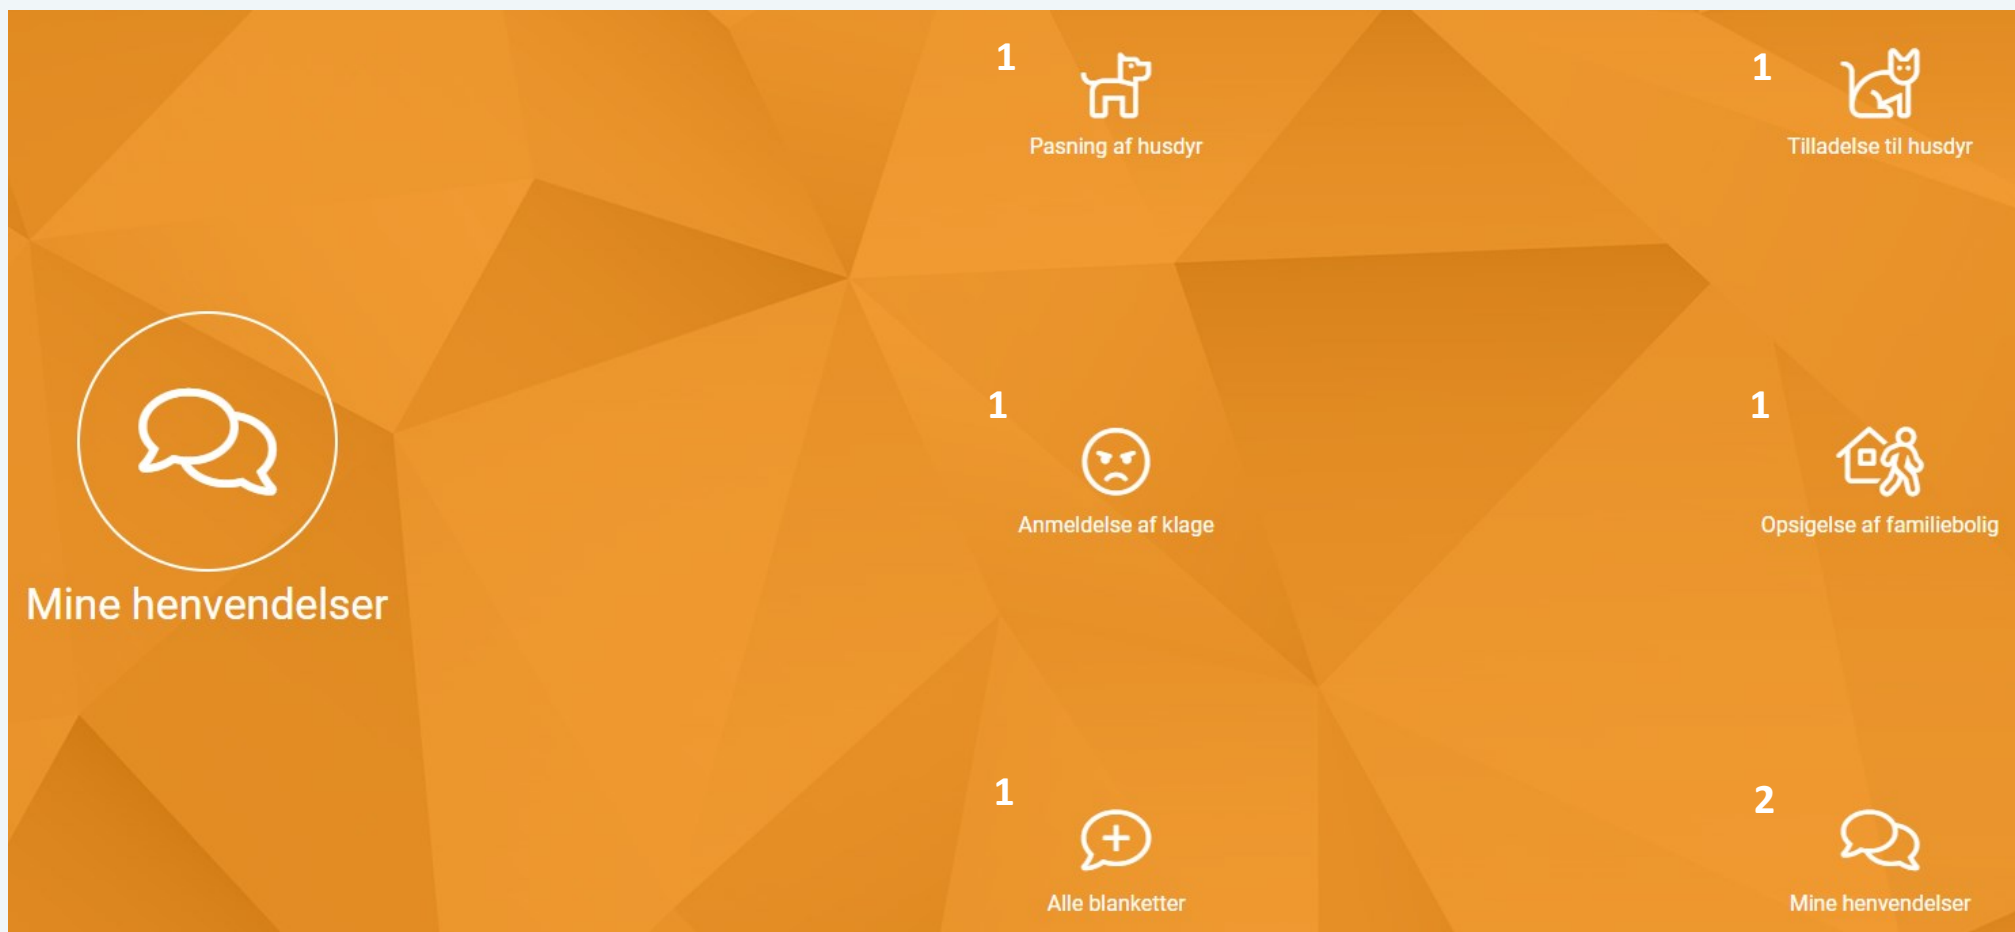 1
Pasning af husdyr
1
Tilladelse til husdyr
Mine henvendelser
1
Anmeldelse af klage
1
Opsigelse af familiebolig
1
Alle blanketter
2
Mine henvendelser